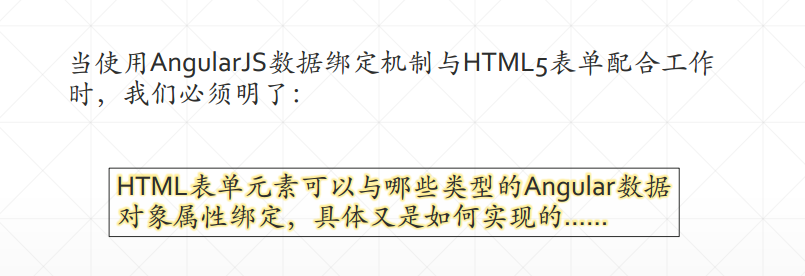 当使用AngularJS数据绑定机制与HTML5表单配合工作
时，我们必须明了：
HTML表单元素可以与哪些类型的Angular数据
对象属性绑定，具体又是如何实现的……